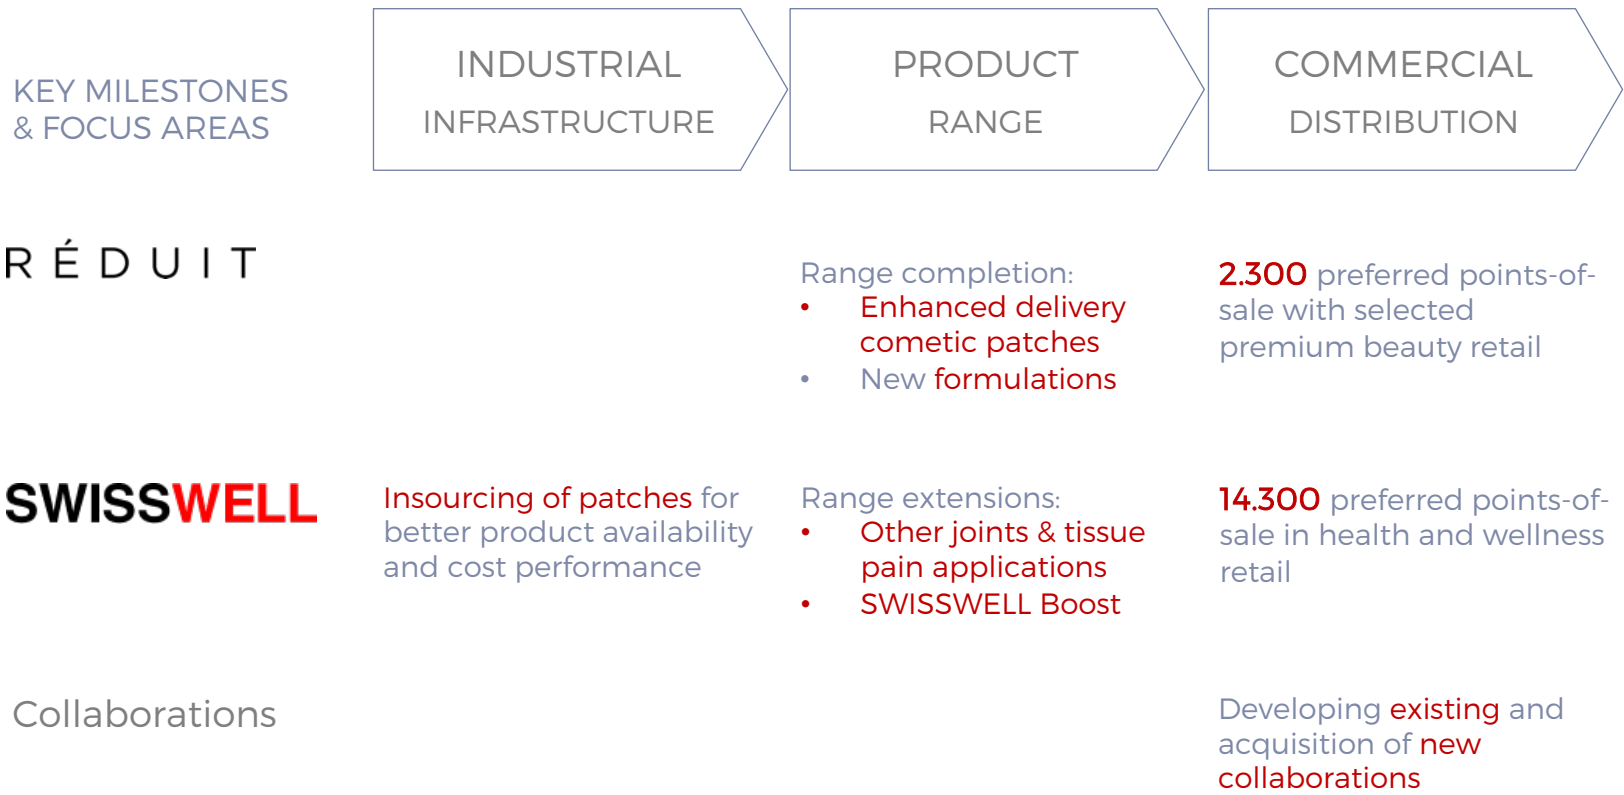 KEY MILESTONES
& FOCUS AREAS
INDUSTRIAL
INFRASTRUCTURE
PRODUCT
RANGE
COMMERCIAL
DISTRIBUTION
RÉDUIT
Range completion:
• Enhanced delivery
cometic patches
• New formulations
2.300 preferred points-of-
sale with selected
premium beauty retail
SWISSWELL
Insourcing of patches for
better product availability
and cost performance
Range extensions:
• Other joints & tissue
pain applications
• SWISSWELL Boost
14.300 preferred points-of-
sale in health and wellness
retail
Collaborations
Developing existing and
acquisition of new
collaborations